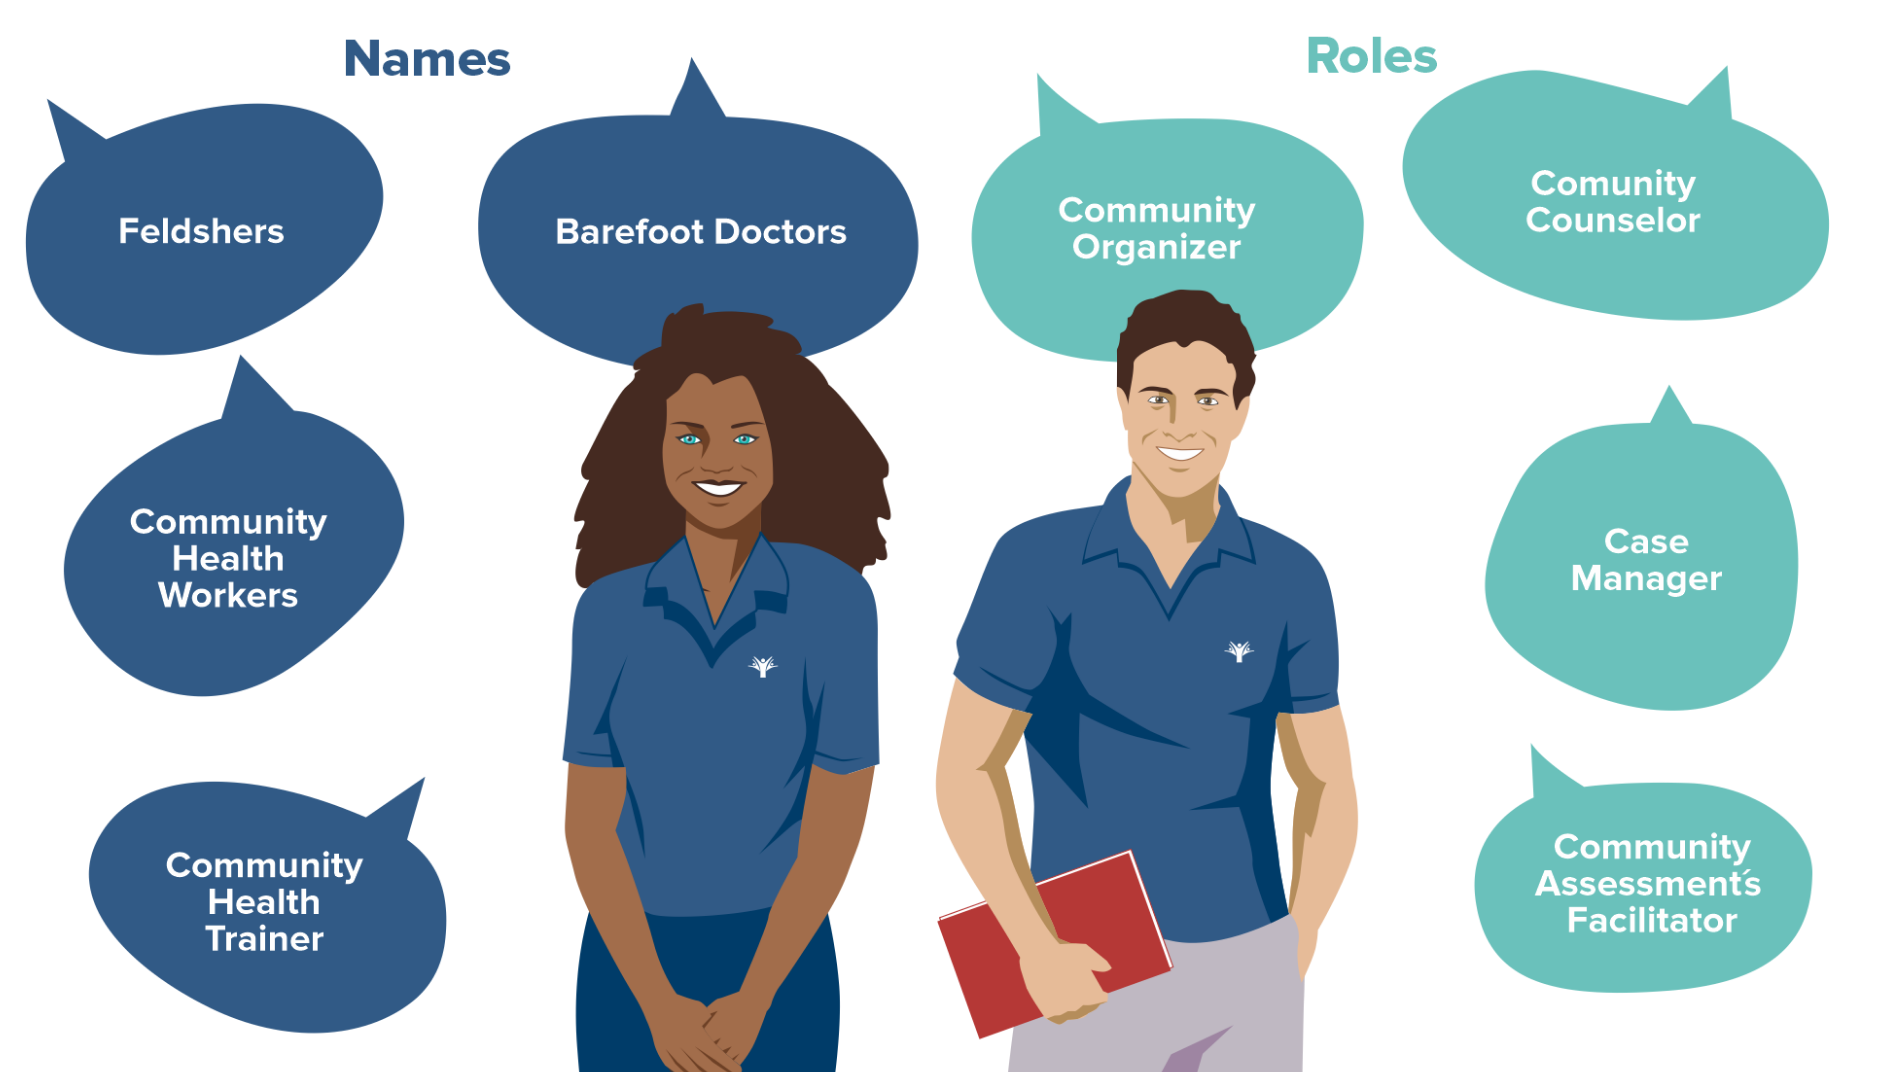 Names
Feldshers
Barefoot Doctors
Community
Health
Workers
Community
Health
Trainer
Roles
Community
Organizer
Comunity
Counselor
Case
Manager
Community
Assessment´s
Facilitator